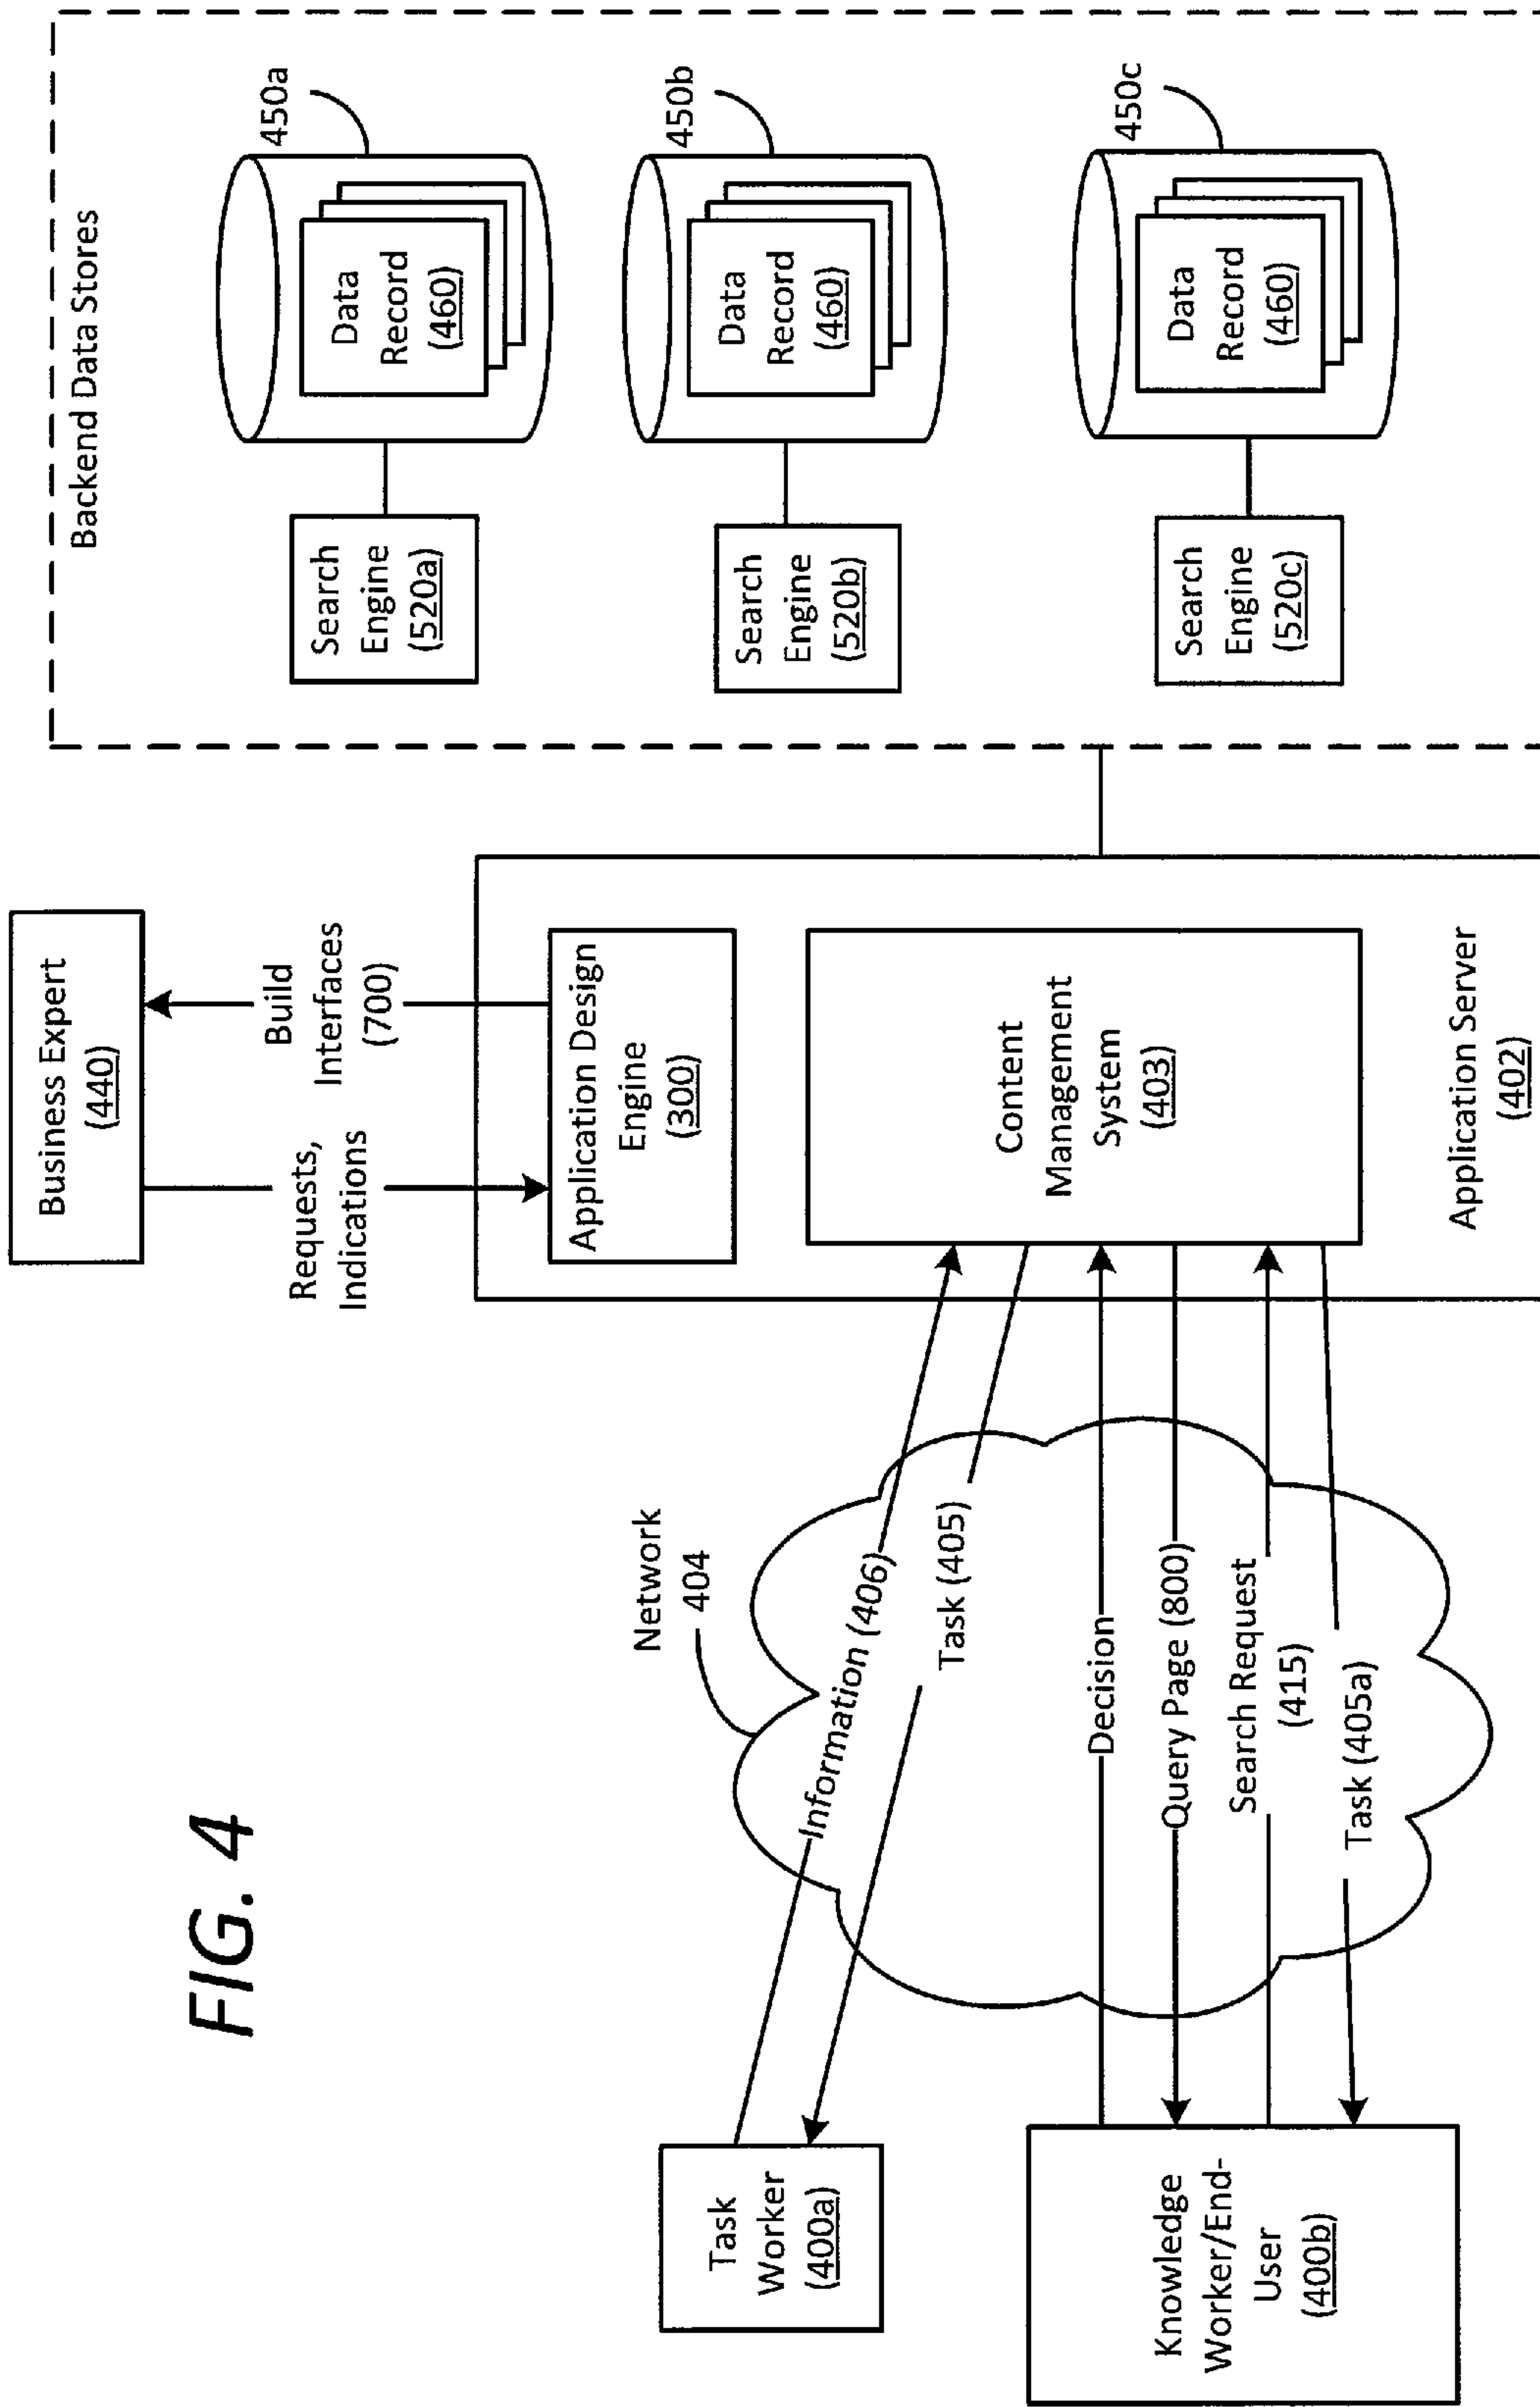 FIG. 4
Business Expert
(440)
Requests,
Indications
Build
Interfaces
(700)
Backend Data Stores
Application Design
Engine
(300)
Search
Engine
(520a)
Data
Record
(460)
450a
Network
404
Task
Worker
(400a)
Information (406)
Task (405)
Content
Management
System
(403)
Search
Engine
(520b)
Data
Record
(460)
450b
Knowledge
Worker/End-
User
(400b)
Decision
Query Page (800)
Search Request
(415)
Task (405a)
Search
Engine
(520c)
Data
Record
(460)
450c
Application Server
(402)